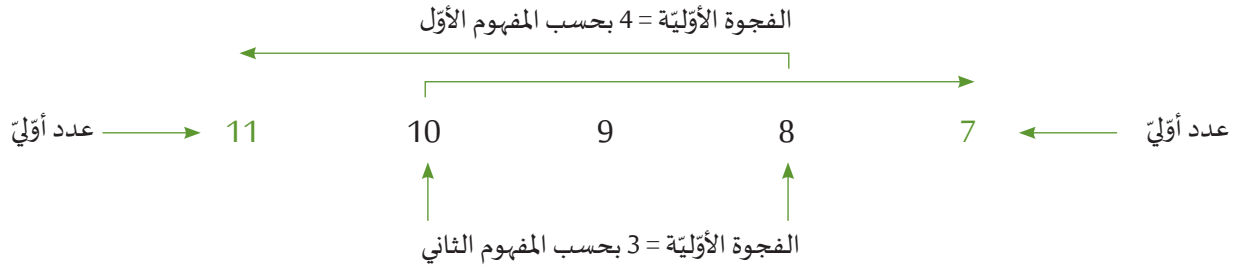 الفجوة الأوّليّة = 4 بحسب المفهوم الأوّل
عدد أوّليّ 7 8 9 10 11 عدد أوّليّ
الفجوة الأوّليّة = 3 بحسب المفهوم الثاني